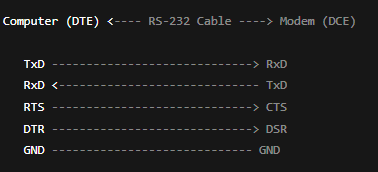 Computer (DTE) <---- RS-232 Cable ----> Modem (DCE)
TxD ----------------------------> RxD
RxD <---------------------------- TxD
RTS ----------------------------> CTS
DTR ----------------------------> DSR
GND ---------------------------- GND